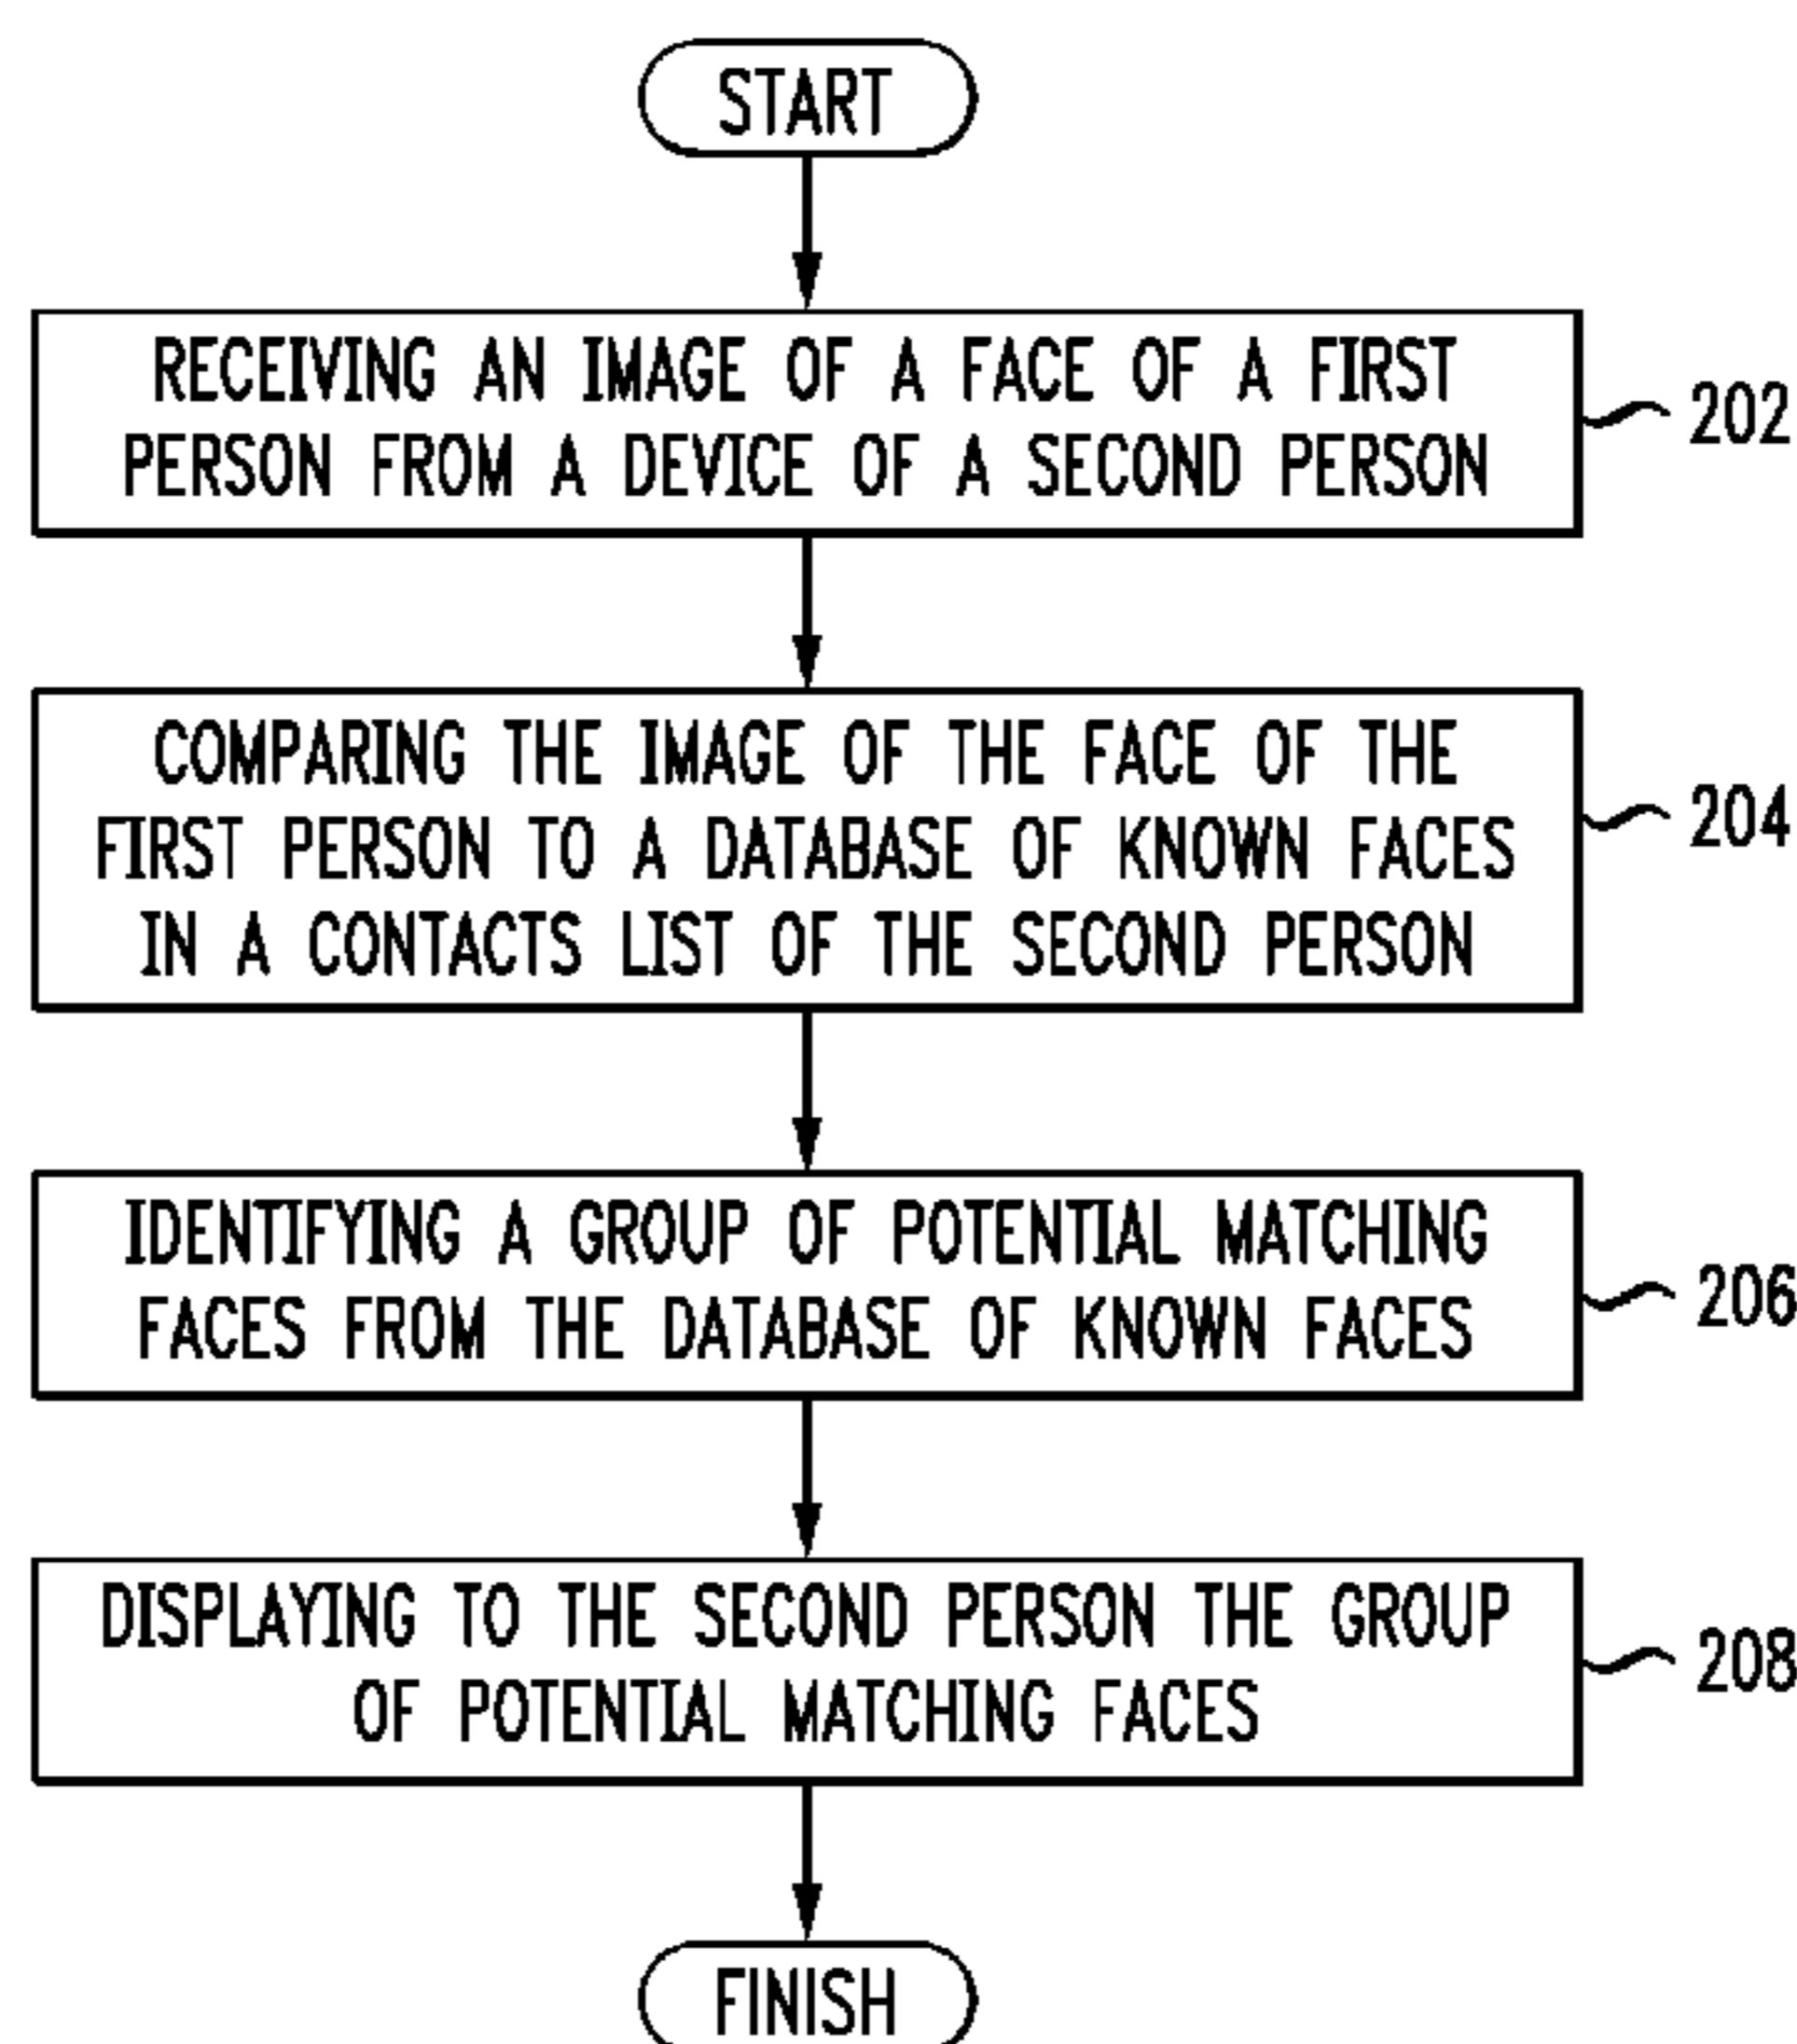 START
RECEIVING AN IMAGE OF A FACE OF A FIRST
PERSON FROM A DEVICE OF A SECOND PERSON
202
COMPARING THE IMAGE OF THE FACE OF THE
FIRST PERSON TO A DATABASE OF KNOWN FACES
IN A CONTACTS LIST OF THE SECOND PERSON
204
IDENTIFYING A GROUP OF POTENTIAL MATCHING
FACES FROM THE DATABASE OF KNOWN FACES
206
DISPLAYING TO THE SECOND PERSON THE GROUP
OF POTENTIAL MATCHING FACES
208
FINISH